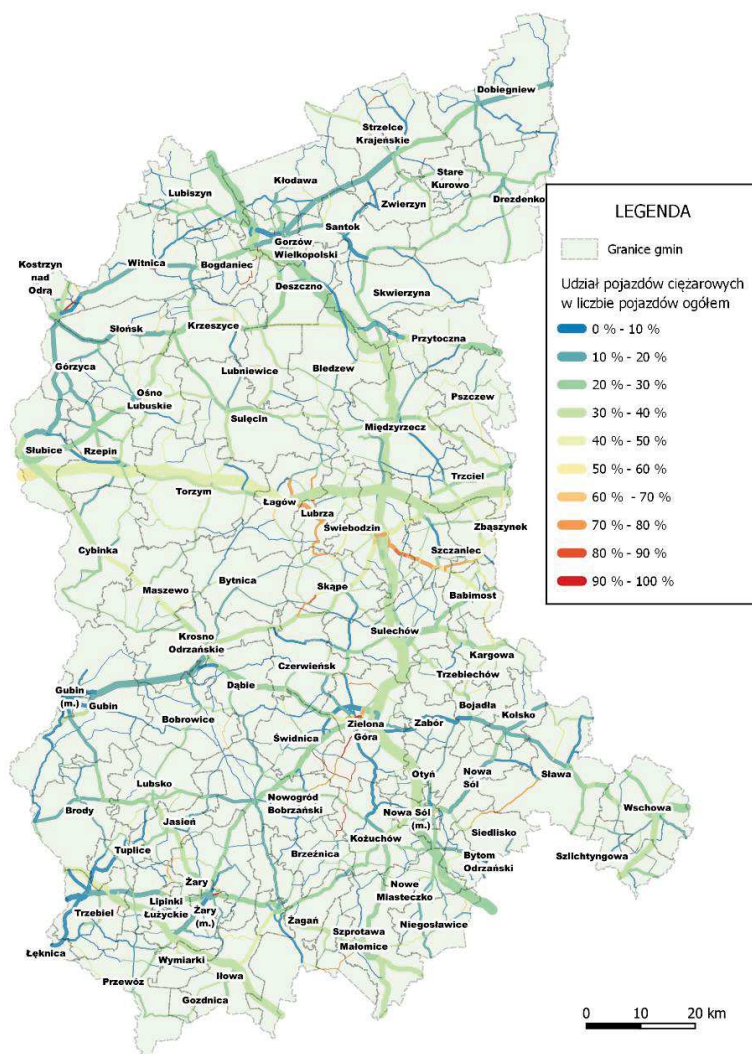 Dobiegniew
Strzelce
Krajeńskie
Stare
Kurowo
Kłodawa
Lubiszyn
Zwierzyn
Drezdenko
Santok
Gorzów
Wielkopolski
Witnica
Bogdaniec
Kostrzyn
nad
Odrą
Deszczno
Skwierzyna
Słońsk
Krzeszyce
Przytoczna
Górzyca
Lubniewice
Bledzew
Ośno
Lubuskie
Pszczew
Sulęcin
Międzyrzecz
Słubice
Rzepin
Trzciel
Torzym
Łagów
Lubrza
Świebodzin
Zbąszynek
Szczaniec
Cybinka
Bytnica
Skąpe
Maszewo
Babimost
Sulechów
Krosno
Odrzańskie
Kargowa
Czerwieńsk
Trzebiechów
Dąbie
Gubin
(m.)
Gubin
Bojadła
Kolsko
Bobrowice
Zielona
Góra
Zabór
Świdnica
Otyń
Nowa
Sól
Sława
Lubsko
Wschowa
Brody
Nowogród
Bobrzański
Nowa Sól
(m.)
Jasień
Siedlisko
Kożuchów
Tuplice
Brzeźnica
Bytom
Odrzański
Szlichtyngowa
Żary
Nowe
Miasteczko
Trzebiel
Lipinki
Łużyckie
Żary
(m.)
Żagań
Niegosławice
Szprotawa
Małomice
Łęknica
Wymiarki
Iłowa
Przewóz
Gozdnica
LEGENDA
Granice gmin
Udział pojazdów ciężarowych
w liczbie pojazdów ogółem
0 % - 10 %
10 % - 20 %
20 % - 30 %
30 % - 40 %
40 % - 50 %
50 % - 60 %
60 % - 70 %
70 % - 80 %
80 % - 90 %
90 % - 100 %
0 10 20 km